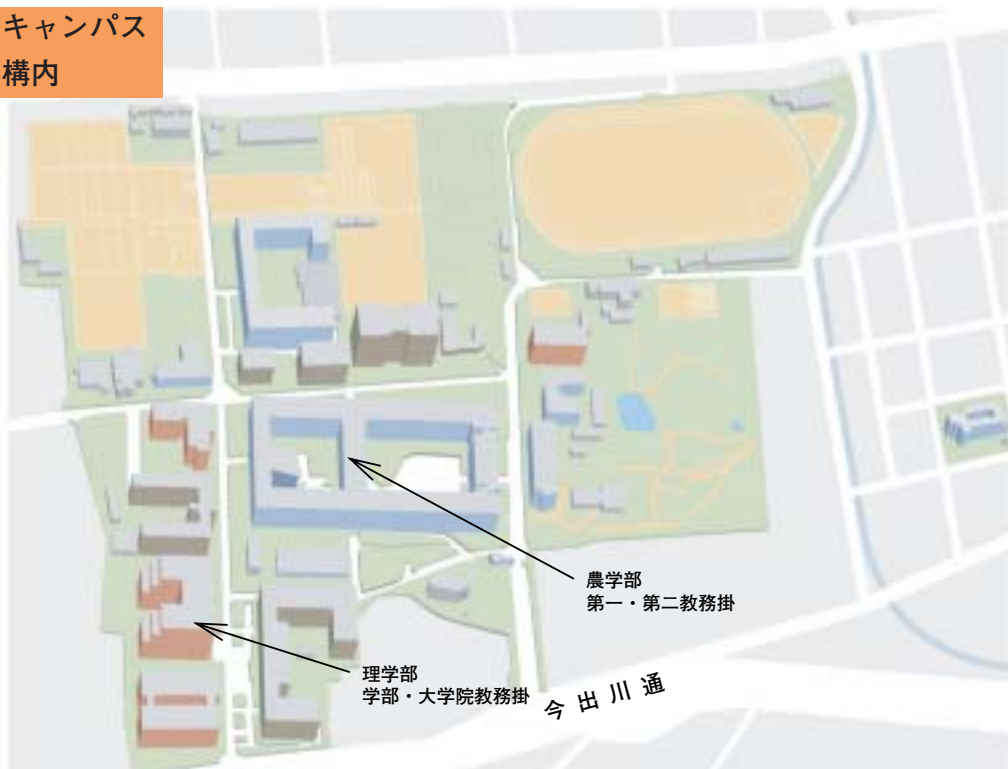 キャンパス
構内
農学部
第一・第二教務掛
理学部
学部・大学院教務掛
今出川通